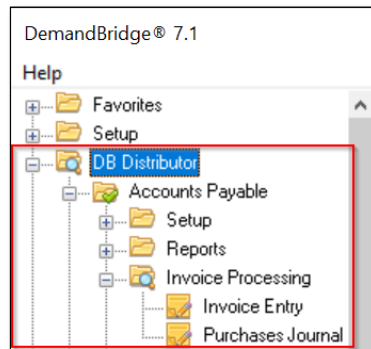 DemandBridge® 7.1
Help
Favorites
Setup
DB Distributor
Accounts Payable
Setup
Reports
Invoice Processing
Invoice Entry
Purchases Journal